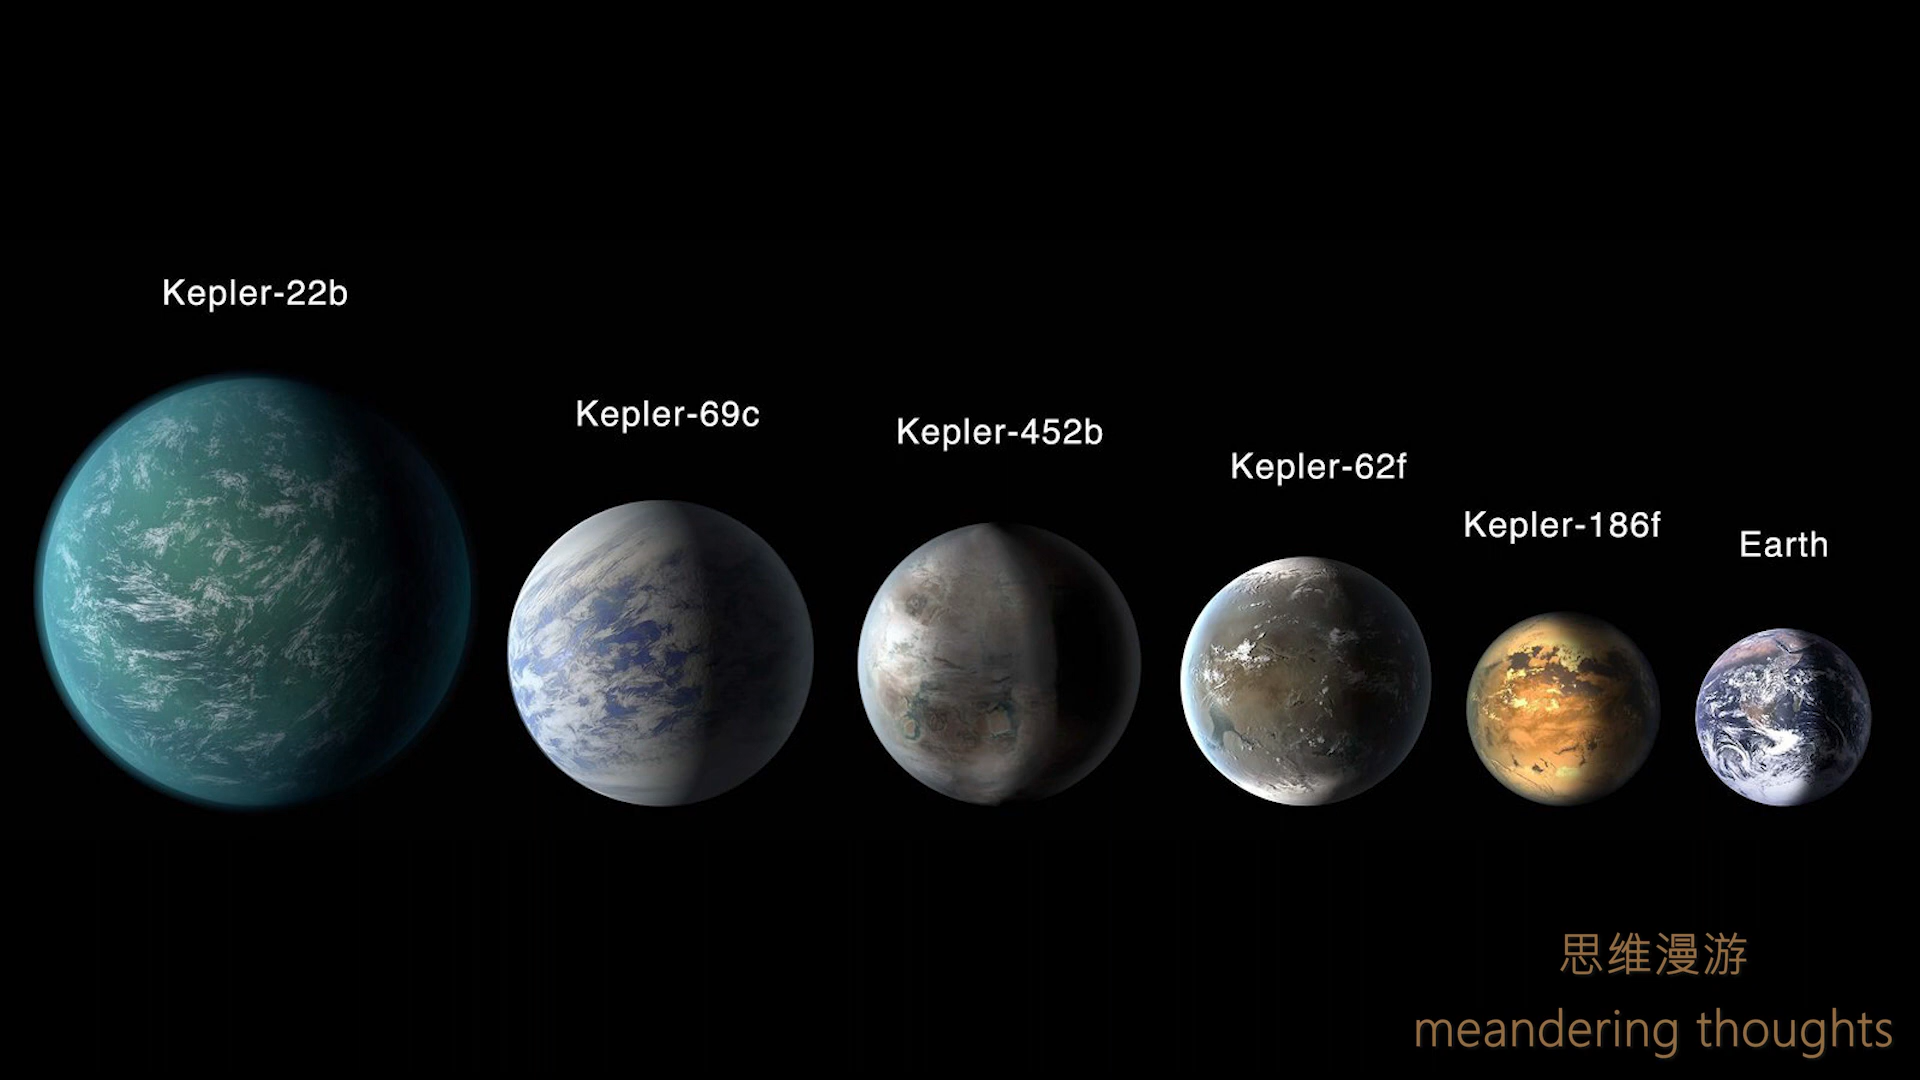 Kepler-22b
Kepler-69c
Kepler-452b
Kepler-62f
Kepler-186f
Earth
思维漫游
meandering thoughts